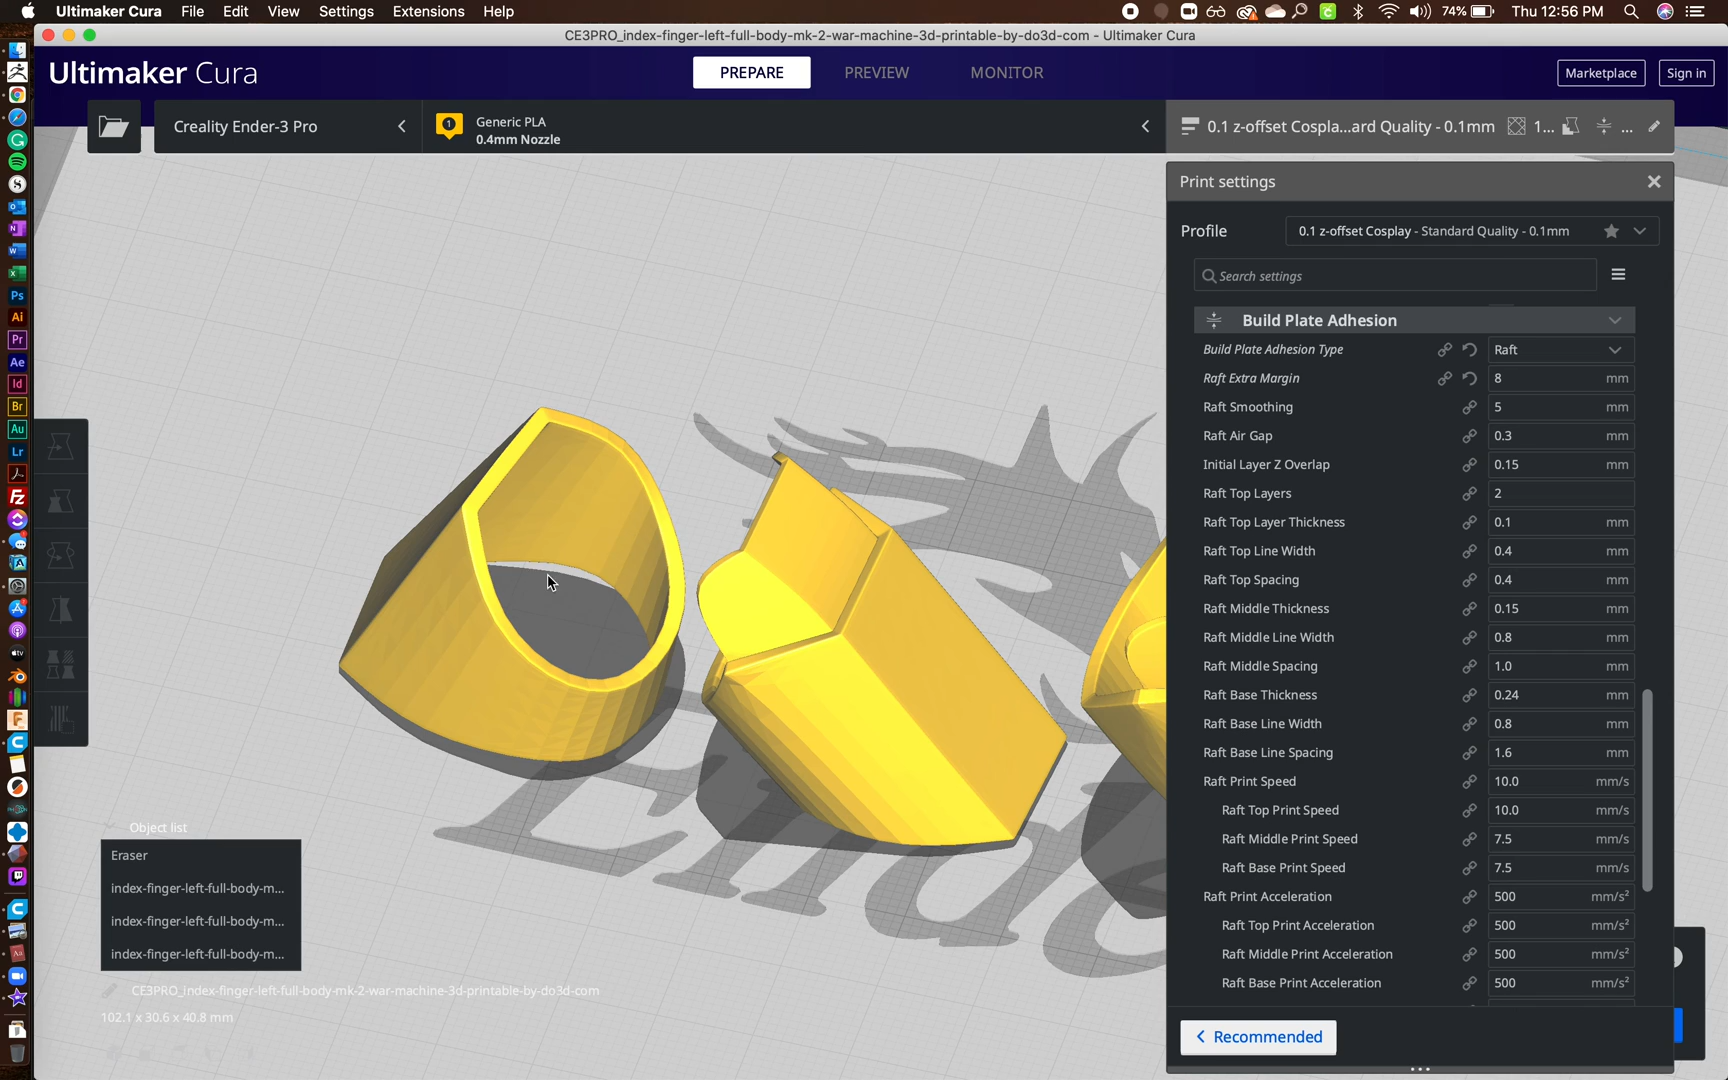 Ultimaker Cura File Edit View Settings Extensions Help 74% Thu 12:56 PM
CE3PRO_index-finger-left-full-body-mk-2-war-machine-3d-printable-by-do3d-com - Ultimaker Cura
Ultimaker Cura PREPARE PREVIEW MONITOR Marketplace Sign in
Creality Ender-3 Pro
1 Generic PLA
0.4mm Nozzle
0.1 z-offset Cospla...ard Quality - 0.1mm 1... ...
Print settings
Profile 0.1 z-offset Cosplay - Standard Quality - 0.1mm
Search settings
Build Plate Adhesion
Build Plate Adhesion Type Raft
Raft Extra Margin 8 mm
Raft Smoothing 5 mm
Raft Air Gap 0.3 mm
Initial Layer Z Overlap 0.15 mm
Raft Top Layers 2
Raft Top Layer Thickness 0.1 mm
Raft Top Line Width 0.4 mm
Raft Top Spacing 0.4 mm
Raft Middle Thickness 0.15 mm
Raft Middle Line Width 0.8 mm
Raft Middle Spacing 1.0 mm
Raft Base Thickness 0.24 mm
Raft Base Line Width 0.8 mm
Raft Base Line Spacing 1.6 mm
Raft Print Speed 10.0 mm/s
Raft Top Print Speed 10.0 mm/s
Raft Middle Print Speed 7.5 mm/s
Raft Base Print Speed 7.5 mm/s
Raft Print Acceleration 500 mm/s²
Raft Top Print Acceleration 500 mm/s²
Raft Middle Print Acceleration 500 mm/s²
Raft Base Print Acceleration 500 mm/s²
Recommended
Object list
Eraser
index-finger-left-full-body-m...
index-finger-left-full-body-m...
index-finger-left-full-body-m...
CE3PRO_index-finger-left-full-body-mk-2-war-machine-3d-printable-by-do3d-com
102.1 x 30.6 x 40.8 mm
Ps
Ai
Pr
Ae
Id
Br
Au
Lr
Fz